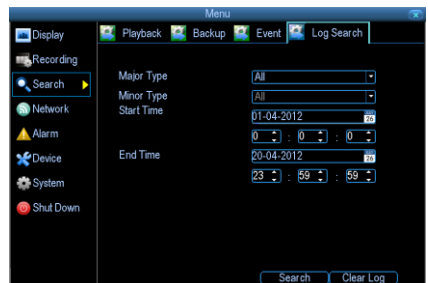 Menu
Display
Recording
Search
Network
Alarm
Device
System
Shut Down
Playback Backup Event Log Search
Major Type All
Minor Type All
Start Time 01-04-2012 26
0 : 0 : 0
End Time 20-04-2012 26
23 : 59 : 59
Search Clear Log